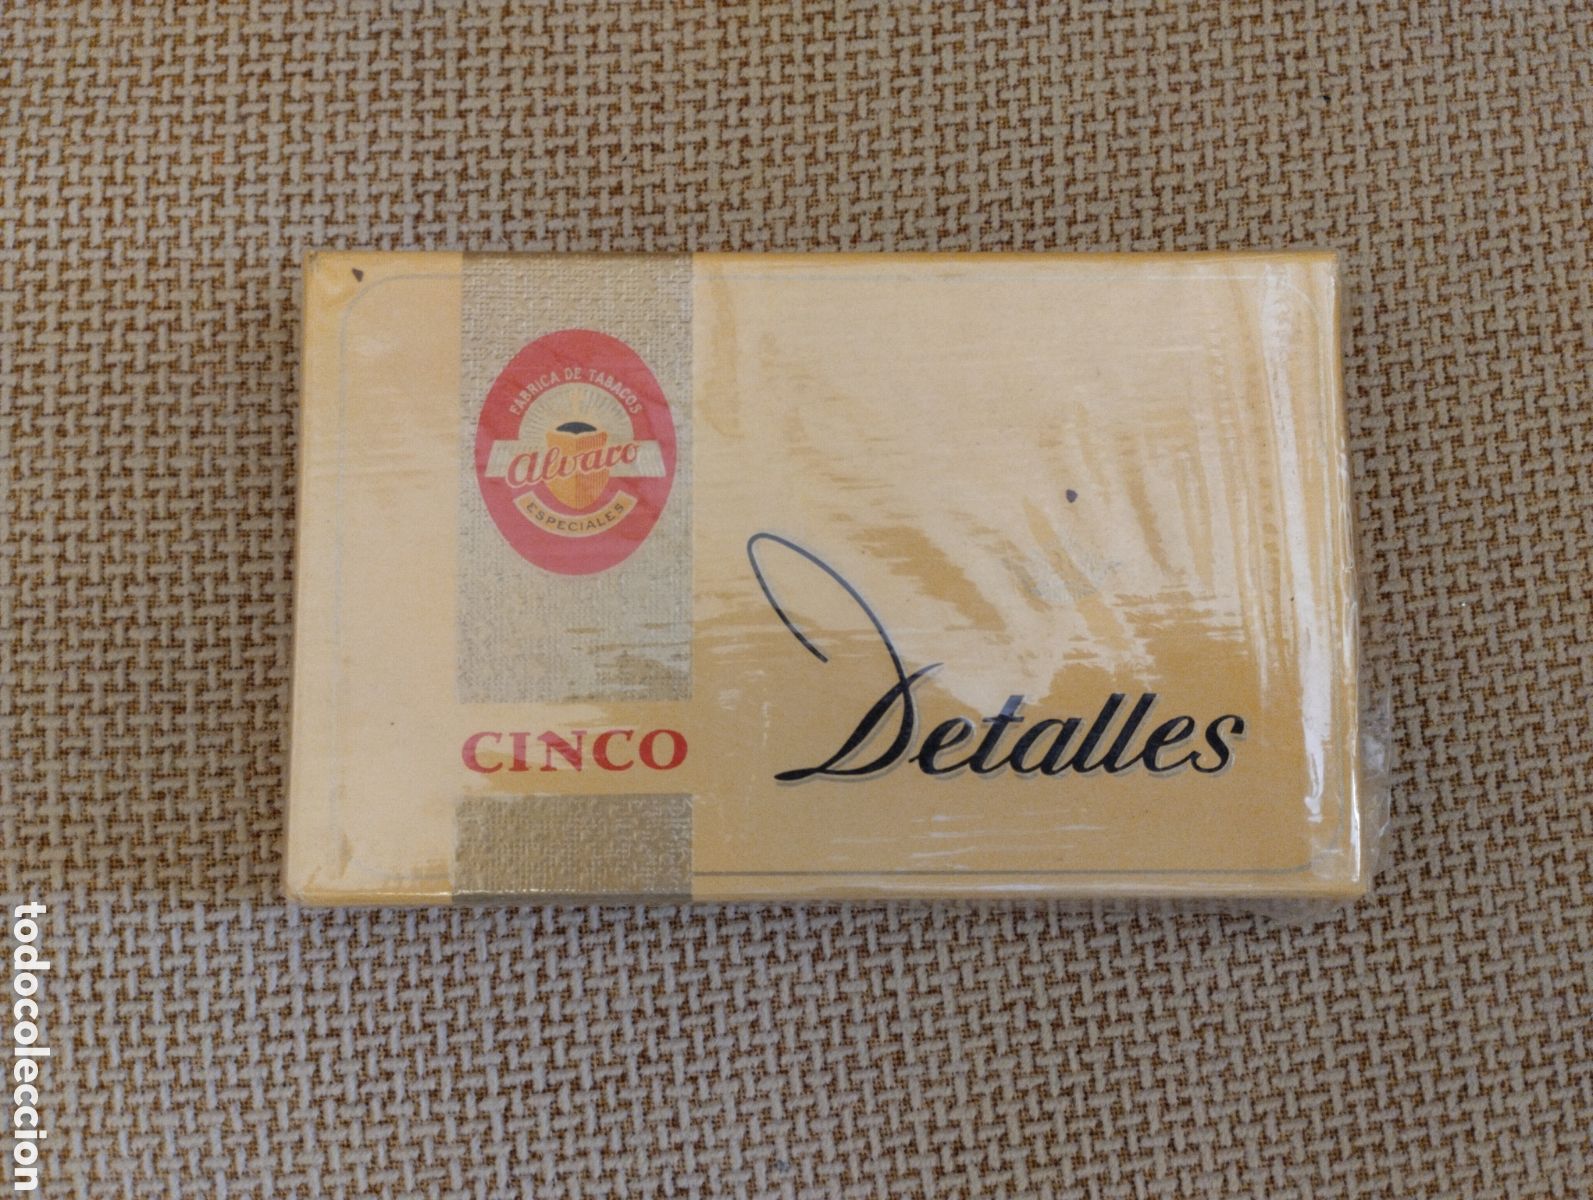 FABRICA DE TABACOS
Alvaro
ESPECIALES
CINCO
Detalles
todocoleccion